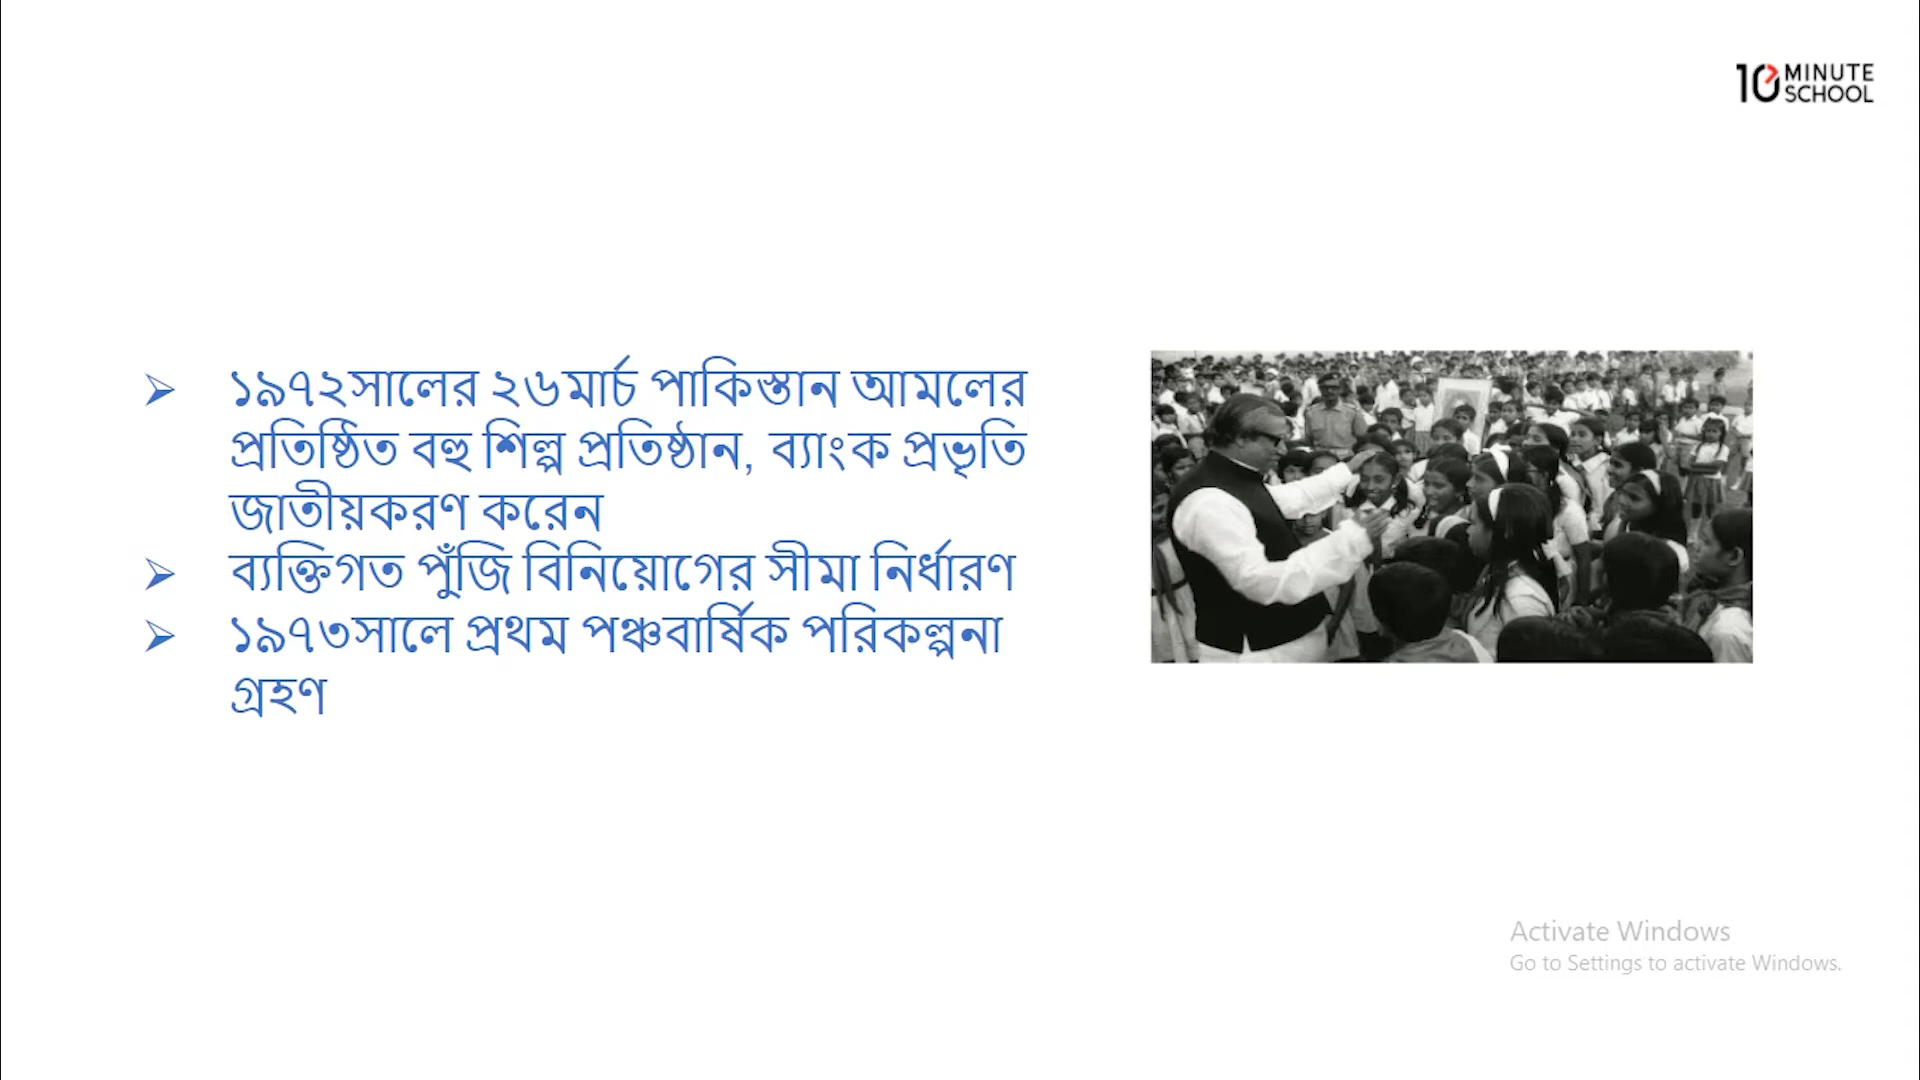 10 MINUTE
SCHOOL
➢ ১৯৭২সালের ২৬মার্চ পাকিস্তান আমলের
প্রতিষ্ঠিত বহু শিল্প প্রতিষ্ঠান, ব্যাংক প্রভৃতি
জাতীয়করণ করেন
➢ ব্যক্তিগত পুঁজি বিনিয়োগের সীমা নির্ধারণ
➢ ১৯৭৩সালে প্রথম পঞ্চবার্ষিক পরিকল্পনা
গ্রহণ
Activate Windows
Go to Settings to activate Windows.